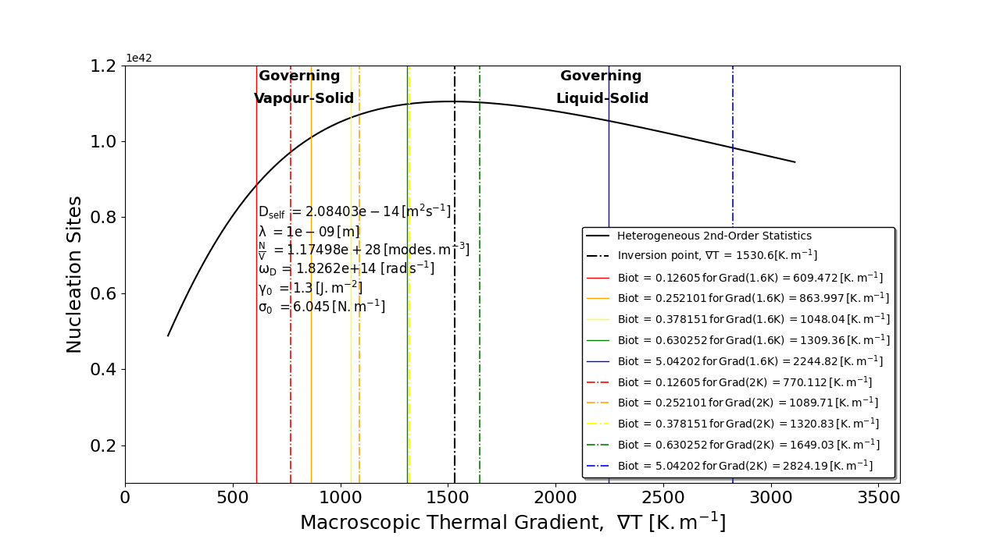 1e42
1.2
1.0
0.8
0.6
0.4
0.2
Nucleation Sites
Governing
Vapour-Solid
Governing
Liquid-Solid
D_self = 2.08403e − 14 [m²s⁻¹]
λ = 1e − 09 [m]
N/V = 1.17498e + 28 [modes. m⁻³]
ω_D = 1.8262e+14 [rad s⁻¹]
γ₀ = 1.3 [J. m⁻²]
σ₀ = 6.045 [N. m⁻¹]
Heterogeneous 2nd-Order Statistics
Inversion point, ∇T = 1530.6[K. m⁻¹]
Biot = 0.12605 for Grad(1.6K) = 609.472 [K. m⁻¹]
Biot = 0.252101 for Grad(1.6K) = 863.997 [K. m⁻¹]
Biot = 0.378151 for Grad(1.6K) = 1048.04 [K. m⁻¹]
Biot = 0.630252 for Grad(1.6K) = 1309.36 [K. m⁻¹]
Biot = 5.04202 for Grad(1.6K) = 2244.82 [K. m⁻¹]
Biot = 0.12605 for Grad(2K) = 770.112 [K. m⁻¹]
Biot = 0.252101 for Grad(2K) = 1089.71 [K. m⁻¹]
Biot = 0.378151 for Grad(2K) = 1320.83 [K. m⁻¹]
Biot = 0.630252 for Grad(2K) = 1649.03 [K. m⁻¹]
Biot = 5.04202 for Grad(2K) = 2824.19 [K. m⁻¹]
0 500 1000 1500 2000 2500 3000 3500
Macroscopic Thermal Gradient, ∇T [K. m⁻¹]